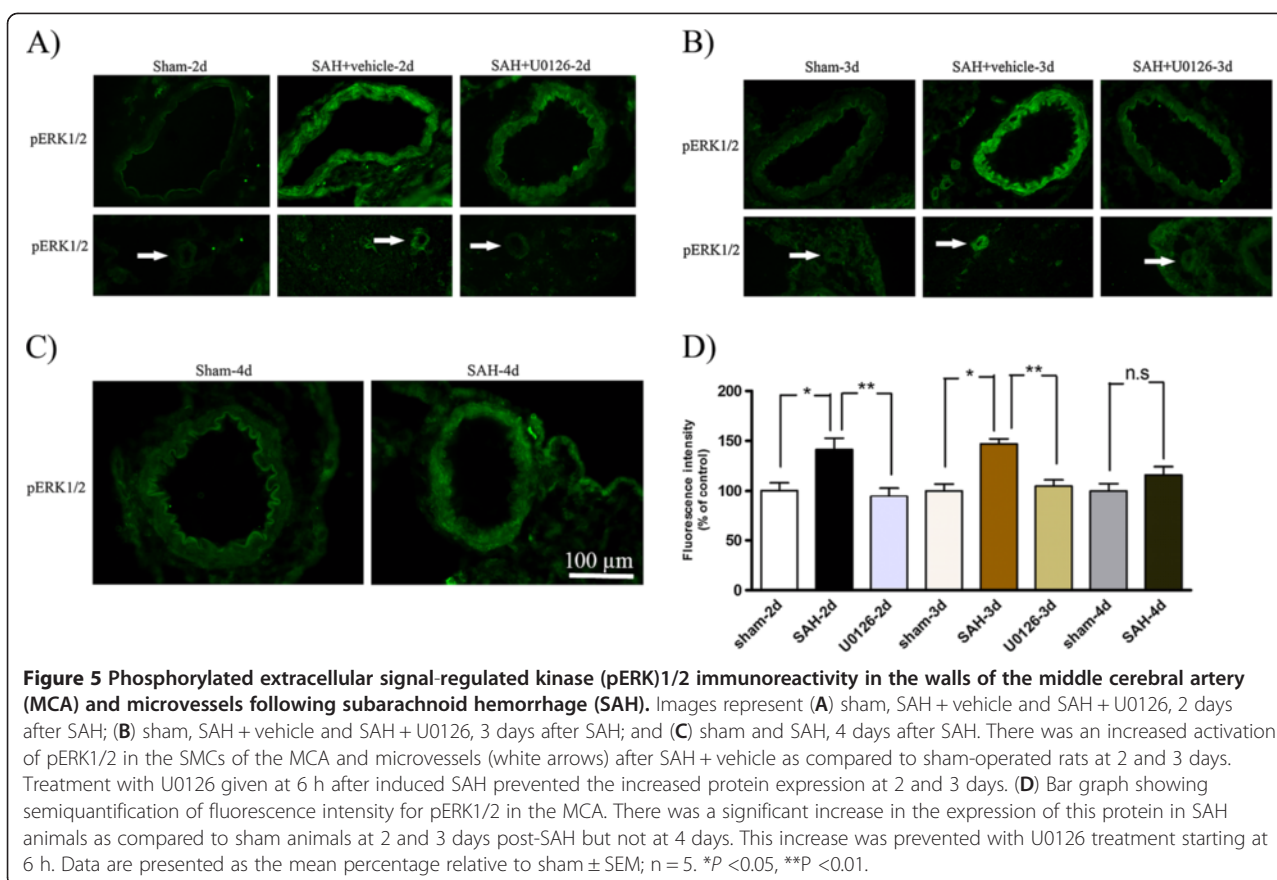 A)
Sham-2d SAH+vehicle-2d SAH+U0126-2d
pERK1/2
pERK1/2
B)
Sham-3d SAH+vehicle-3d SAH+U0126-3d
pERK1/2
pERK1/2
C)
Sham-4d SAH-4d
pERK1/2
100 µm
D)
* ** * ** n.s
Fluorescence intensity
(% of control)
200
150
100
50
0
sham-2d SAH-2d U0126-2d sham-3d SAH-3d U0126-3d sham-4d SAH-4d
Figure 5 Phosphorylated extracellular signal-regulated kinase (pERK)1/2 immunoreactivity in the walls of the middle cerebral artery
(MCA) and microvessels following subarachnoid hemorrhage (SAH). Images represent (A) sham, SAH + vehicle and SAH + U0126, 2 days
after SAH; (B) sham, SAH + vehicle and SAH + U0126, 3 days after SAH; and (C) sham and SAH, 4 days after SAH. There was an increased activation
of pERK1/2 in the SMCs of the MCA and microvessels (white arrows) after SAH + vehicle as compared to sham-operated rats at 2 and 3 days.
Treatment with U0126 given at 6 h after induced SAH prevented the increased protein expression at 2 and 3 days. (D) Bar graph showing
semiquantification of fluorescence intensity for pERK1/2 in the MCA. There was a significant increase in the expression of this protein in SAH
animals as compared to sham animals at 2 and 3 days post-SAH but not at 4 days. This increase was prevented with U0126 treatment starting at
6 h. Data are presented as the mean percentage relative to sham ± SEM; n = 5. *P <0.05, **P <0.01.